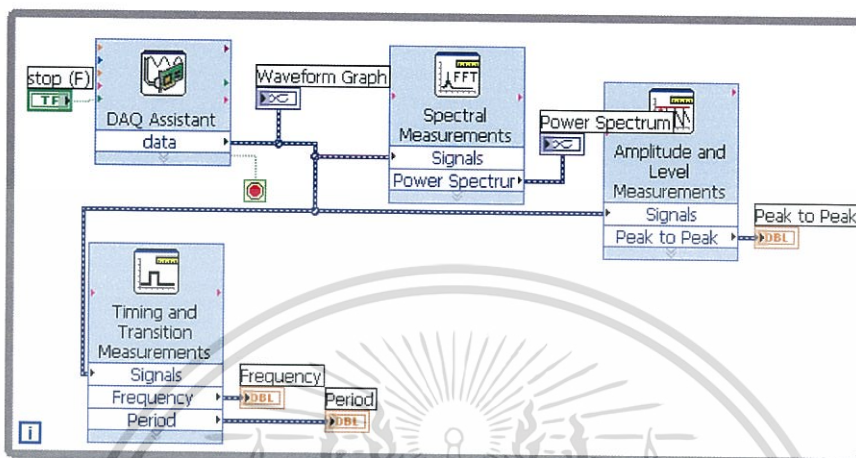 stop (F)
TF
DAQ Assistant
data
Waveform Graph
FFT
Spectral
Measurements
Signals
Power Spectrur
Power Spectrum
Amplitude and
Level
Measurements
Signals
Peak to Peak
Peak to Peak
DBL
Timing and
Transition
Measurements
Signals
Frequency
Period
Frequency
DBL
Period
DBL
i